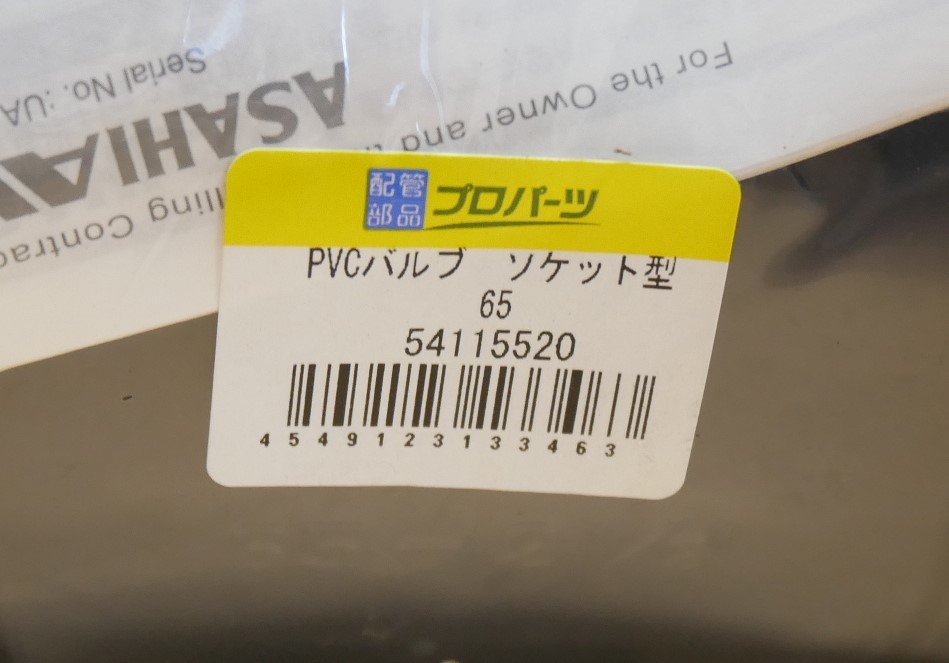 For the Owner and
Serial No.:UA
ASAHI AV
lling Contrac
配管
部品
プロパーツ
PVCバルブ ソケット型
65
54115520
4549123133463